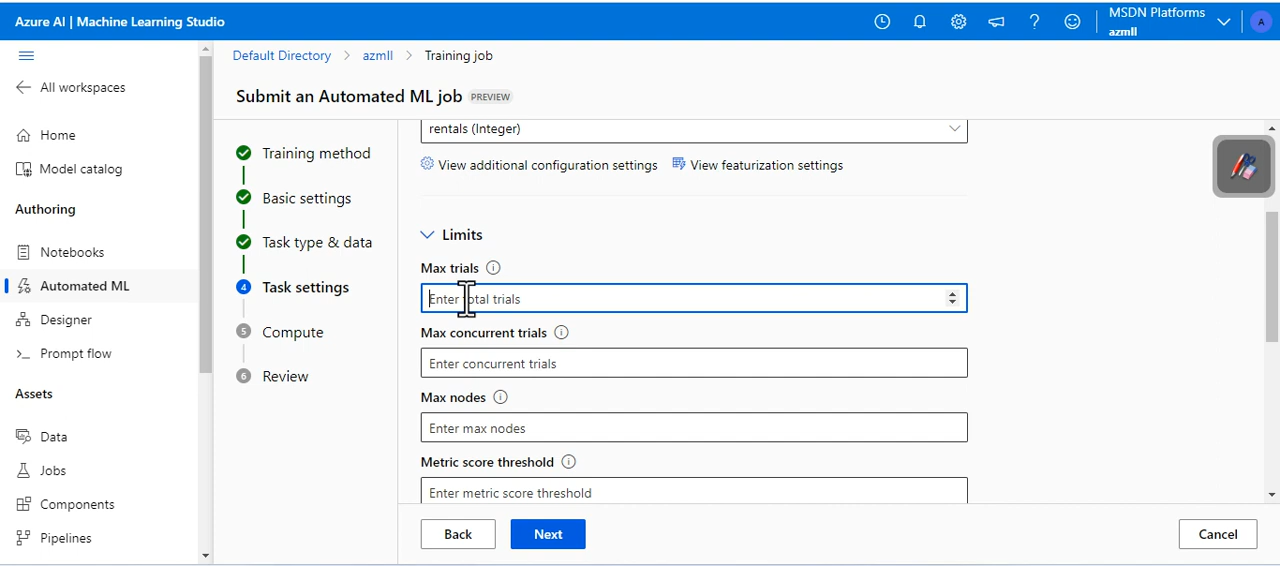 Azure AI | Machine Learning Studio
MSDN Platforms
azmll
A
All workspaces
Home
Model catalog
Authoring
Notebooks
Automated ML
Designer
Prompt flow
Assets
Data
Jobs
Components
Pipelines
Default Directory > azmll > Training job
Submit an Automated ML job PREVIEW
Training method
Basic settings
Task type & data
4 Task settings
5 Compute
6 Review
rentals (Integer)
View additional configuration settings View featurization settings
Limits
Max trials
Enter total trials
Max concurrent trials
Enter concurrent trials
Max nodes
Enter max nodes
Metric score threshold
Enter metric score threshold
Back Next Cancel